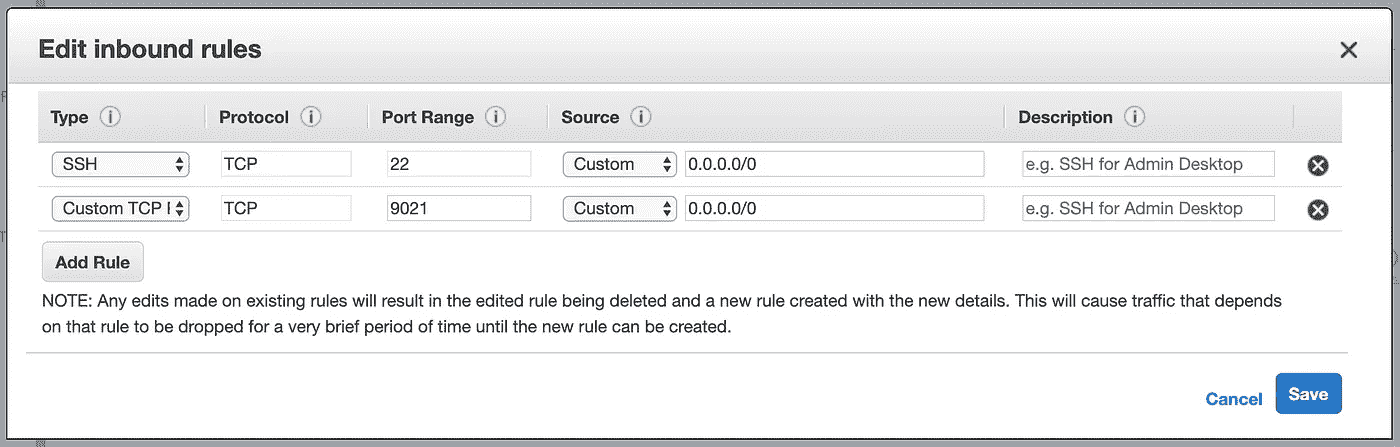 Edit inbound rules
Type Protocol Port Range Source Description
SSH TCP 22 Custom 0.0.0.0/0 e.g. SSH for Admin Desktop
Custom TCP TCP 9021 Custom 0.0.0.0/0 e.g. SSH for Admin Desktop
Add Rule
NOTE: Any edits made on existing rules will result in the edited rule being deleted and a new rule created with the new details. This will cause traffic that depends
on that rule to be dropped for a very brief period of time until the new rule can be created.
Cancel Save